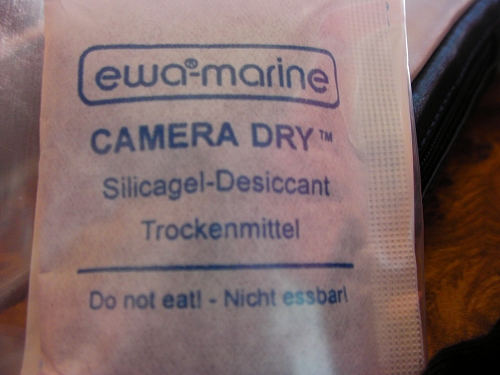 ewa®-marine
CAMERA DRY™
Silicagel-Desiccant
Trockenmittel
Do not eat! - Nicht essbar!